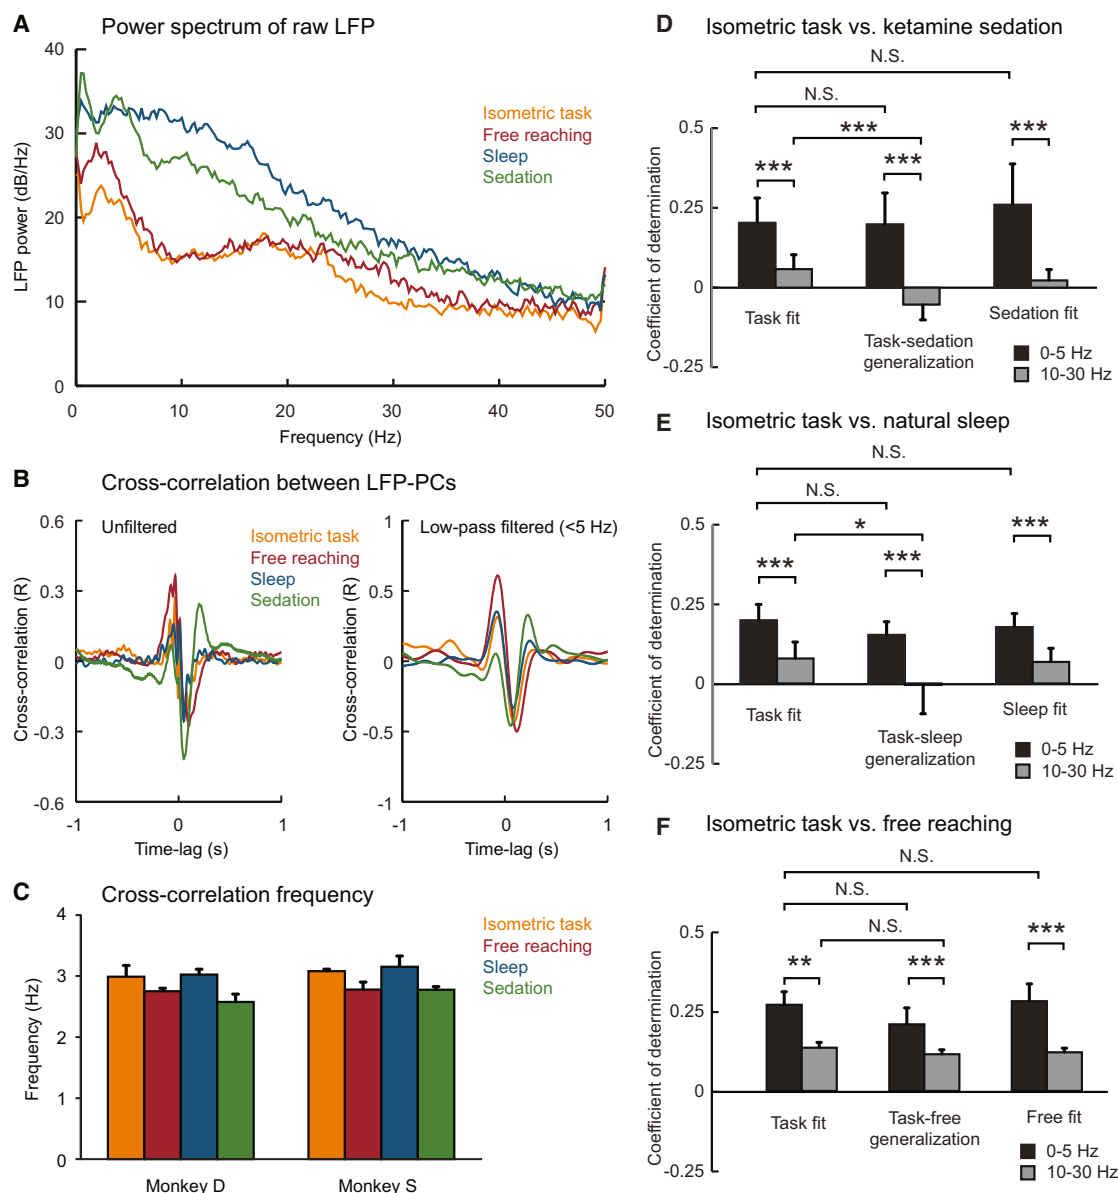 A Power spectrum of raw LFP
40
30
20
10
0
LFP power (dB/Hz)
Isometric task
Free reaching
Sleep
Sedation
0 10 20 30 40 50
Frequency (Hz)
B Cross-correlation between LFP-PCs
Unfiltered
0.6
0.3
0
-0.3
-0.6
Cross-correlation (R)
Isometric task
Free reaching
Sleep
Sedation
-1 0 1
Time-lag (s)
Low-pass filtered (<5 Hz)
1
0.5
0
-0.5
-1
Cross-correlation (R)
-1 0 1
Time-lag (s)
C Cross-correlation frequency
4
3
2
1
0
Frequency (Hz)
Isometric task
Free reaching
Sleep
Sedation
Monkey D Monkey S
D Isometric task vs. ketamine sedation
N.S.
N.S.
***
*** *** ***
0.5
0.25
0
-0.25
Coefficient of determination
Task fit
Task-sedation
generalization
Sedation fit
0-5 Hz
10-30 Hz
E Isometric task vs. natural sleep
N.S.
N.S.
*
*** *** ***
0.5
0.25
0
-0.25
Coefficient of determination
Task fit
Task-sleep
generalization
Sleep fit
0-5 Hz
10-30 Hz
F Isometric task vs. free reaching
N.S.
N.S.
N.S.
** *** ***
0.5
0.25
0
-0.25
Coefficient of determination
Task fit
Task-free
generalization
Free fit
0-5 Hz
10-30 Hz